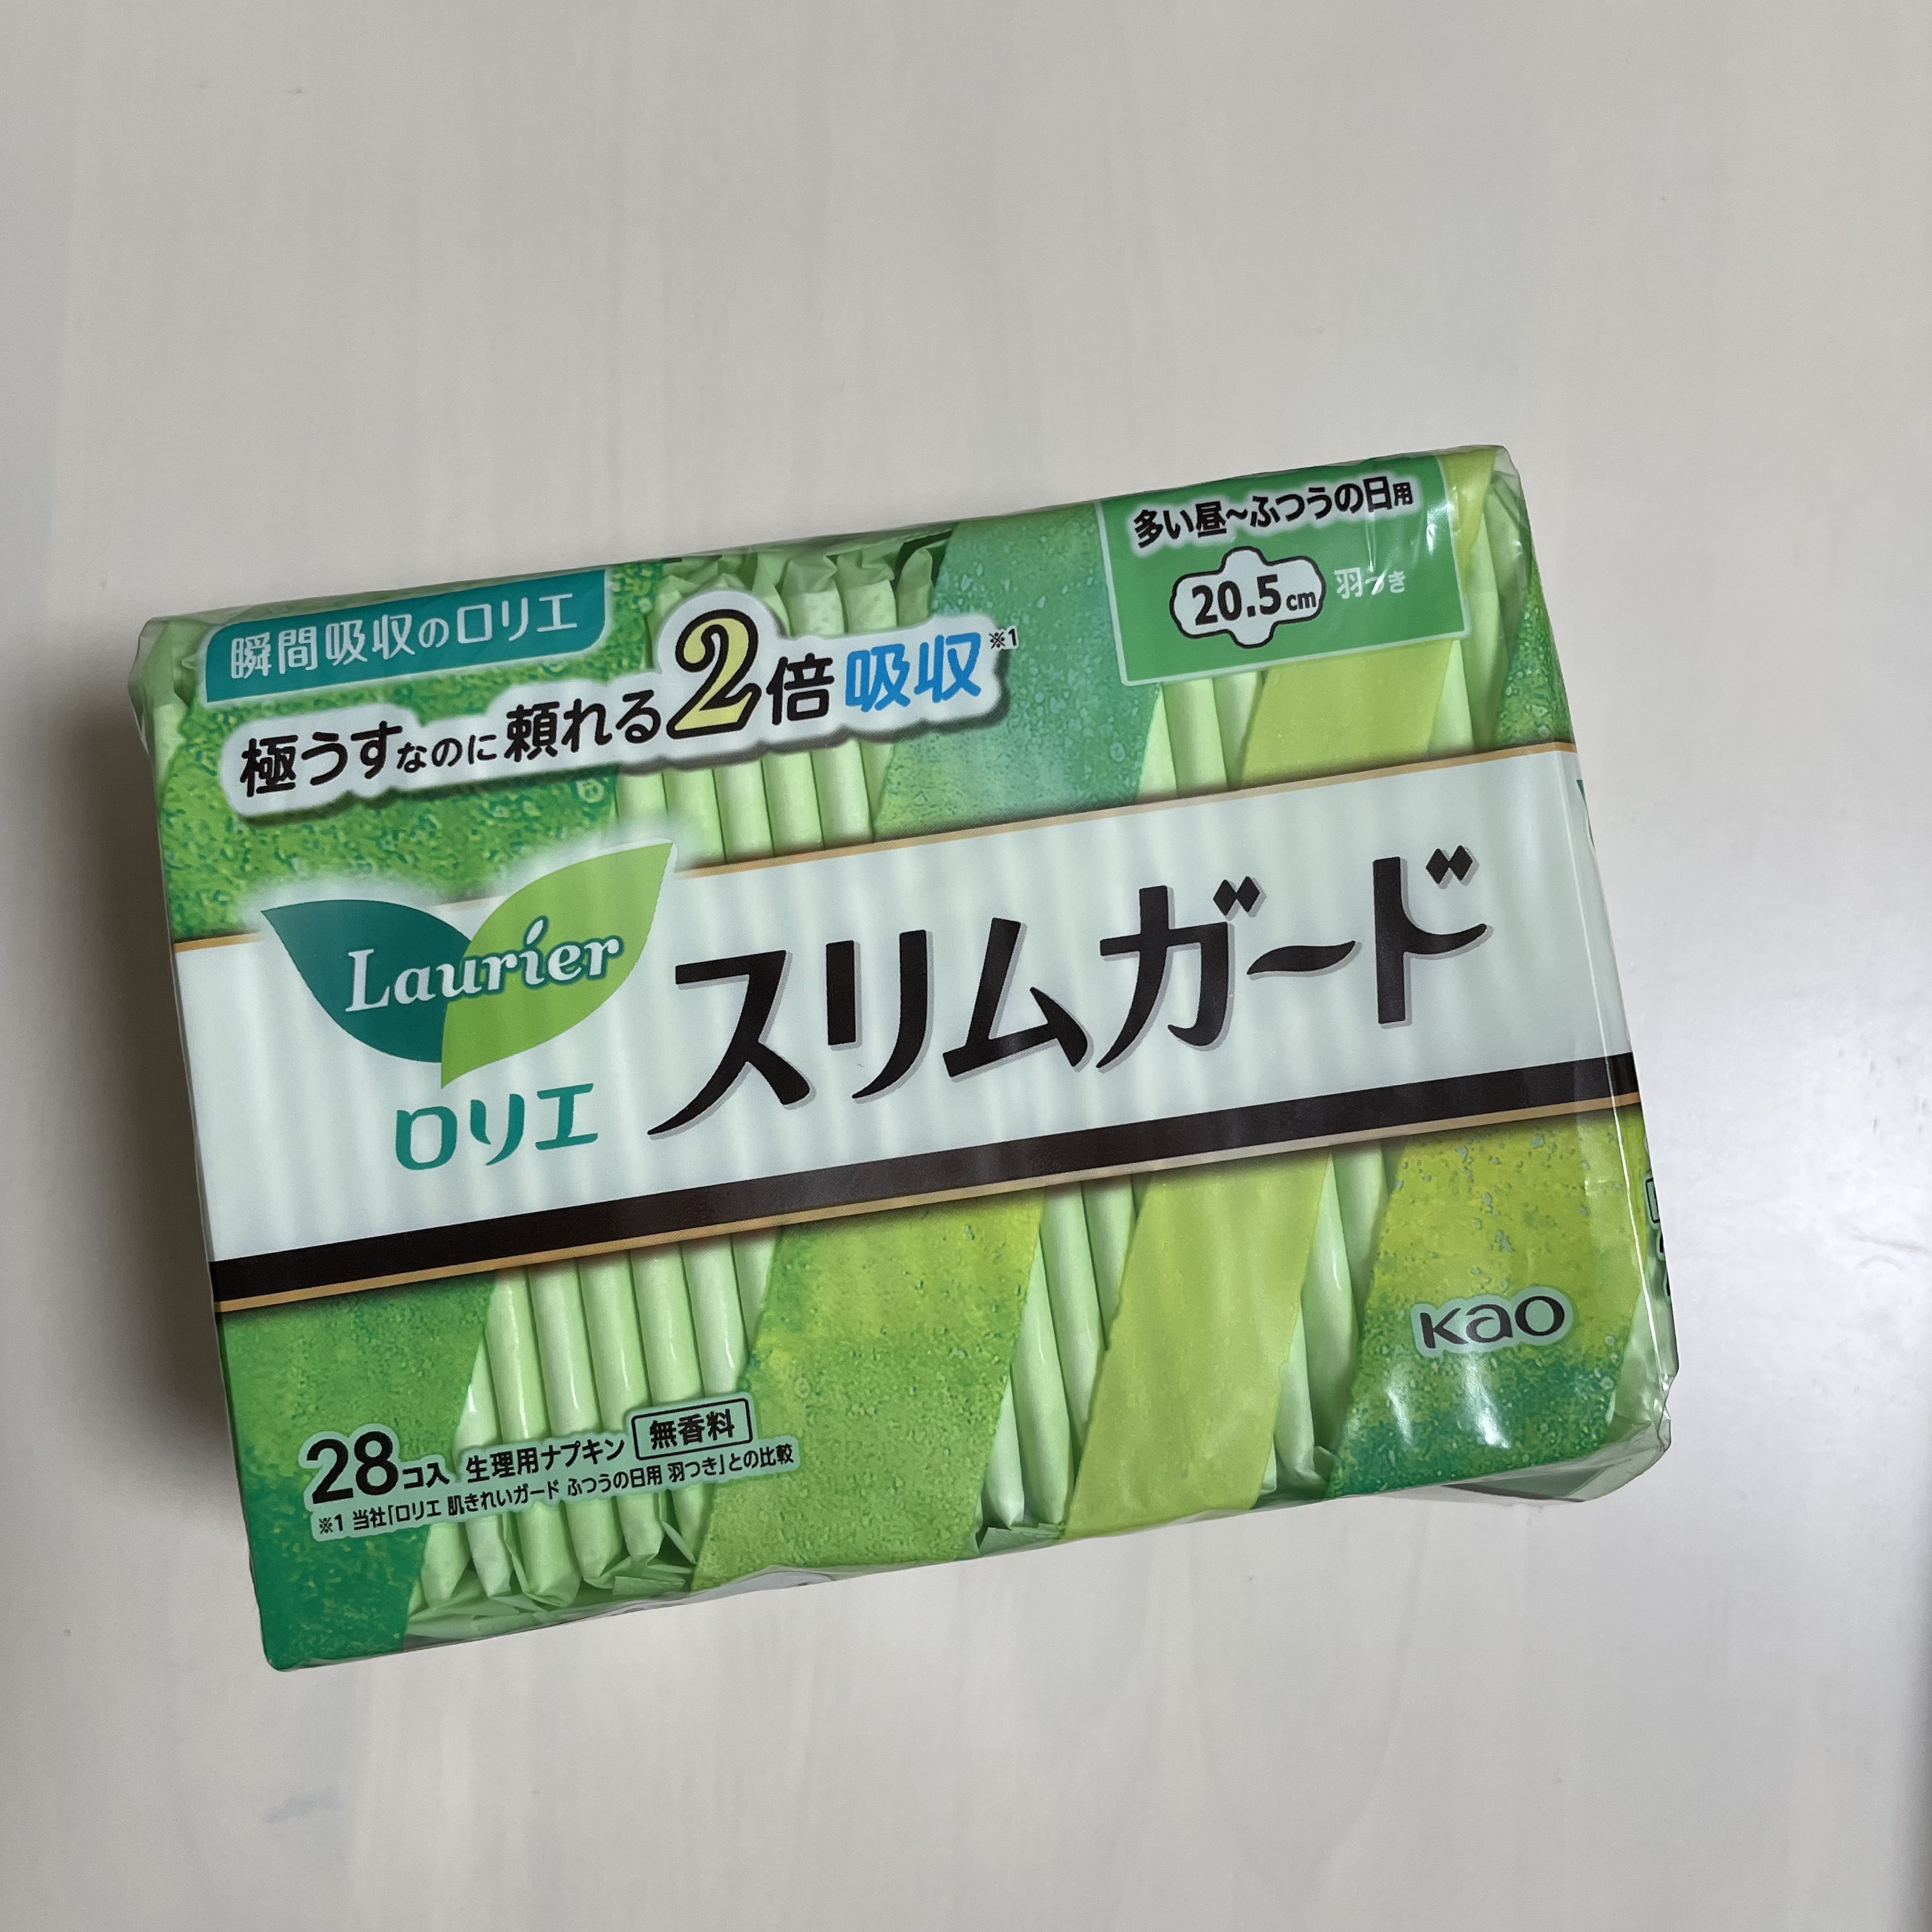 瞬間吸収のロリエ
極うすなのに頼れる2倍吸収※1
多い昼~ふつうの日用
20.5cm 羽つき
Laurier
ロリエ
スリムガード
Kao
28コ入 生理用ナプキン 無香料
※1 当社「ロリエ 肌きれいガード ふつうの日用 羽つき」との比較